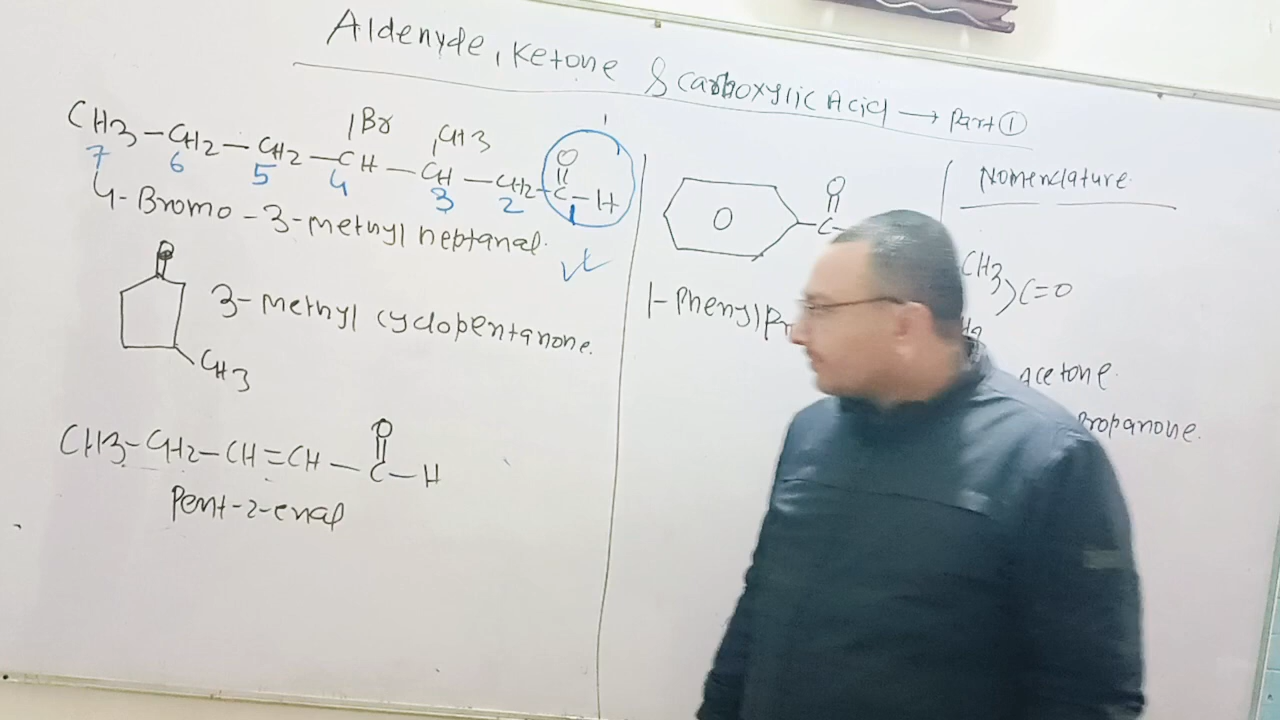 Aldehyde, Ketone & Carboxylic Acid → Part ①
Br CH3 O
CH3-CH2-CH2-CH-CH-CH2-C-H
7 6 5 4 3 2 1
4-Bromo-3-methyl heptanal.
3-Methyl cyclopentanone.
CH3
O
CH3-CH2-CH=CH-C-H
Pent-2-enal
O
C
1-Phenyl
Nomenclature
CH3
C=O
Acetone.
Propanone.